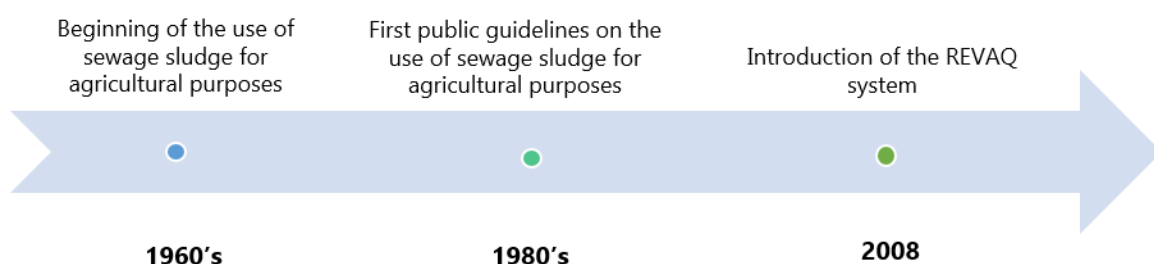 Beginning of the use of
sewage sludge for
agricultural purposes
First public guidelines on the
use of sewage sludge for
agricultural purposes
Introduction of the REVAQ
system
1960’s
1980’s
2008